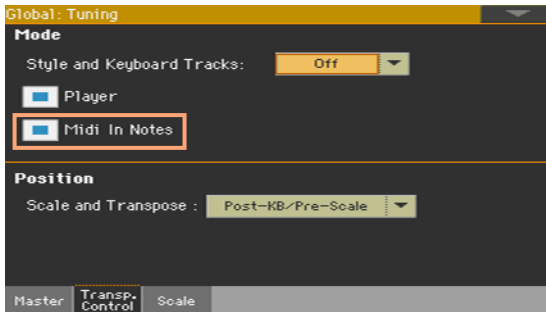 Global: Tuning
Mode
Style and Keyboard Tracks: Off
Player
Midi In Notes
Position
Scale and Transpose : Post-KB/Pre-Scale
Master Transp. Control Scale